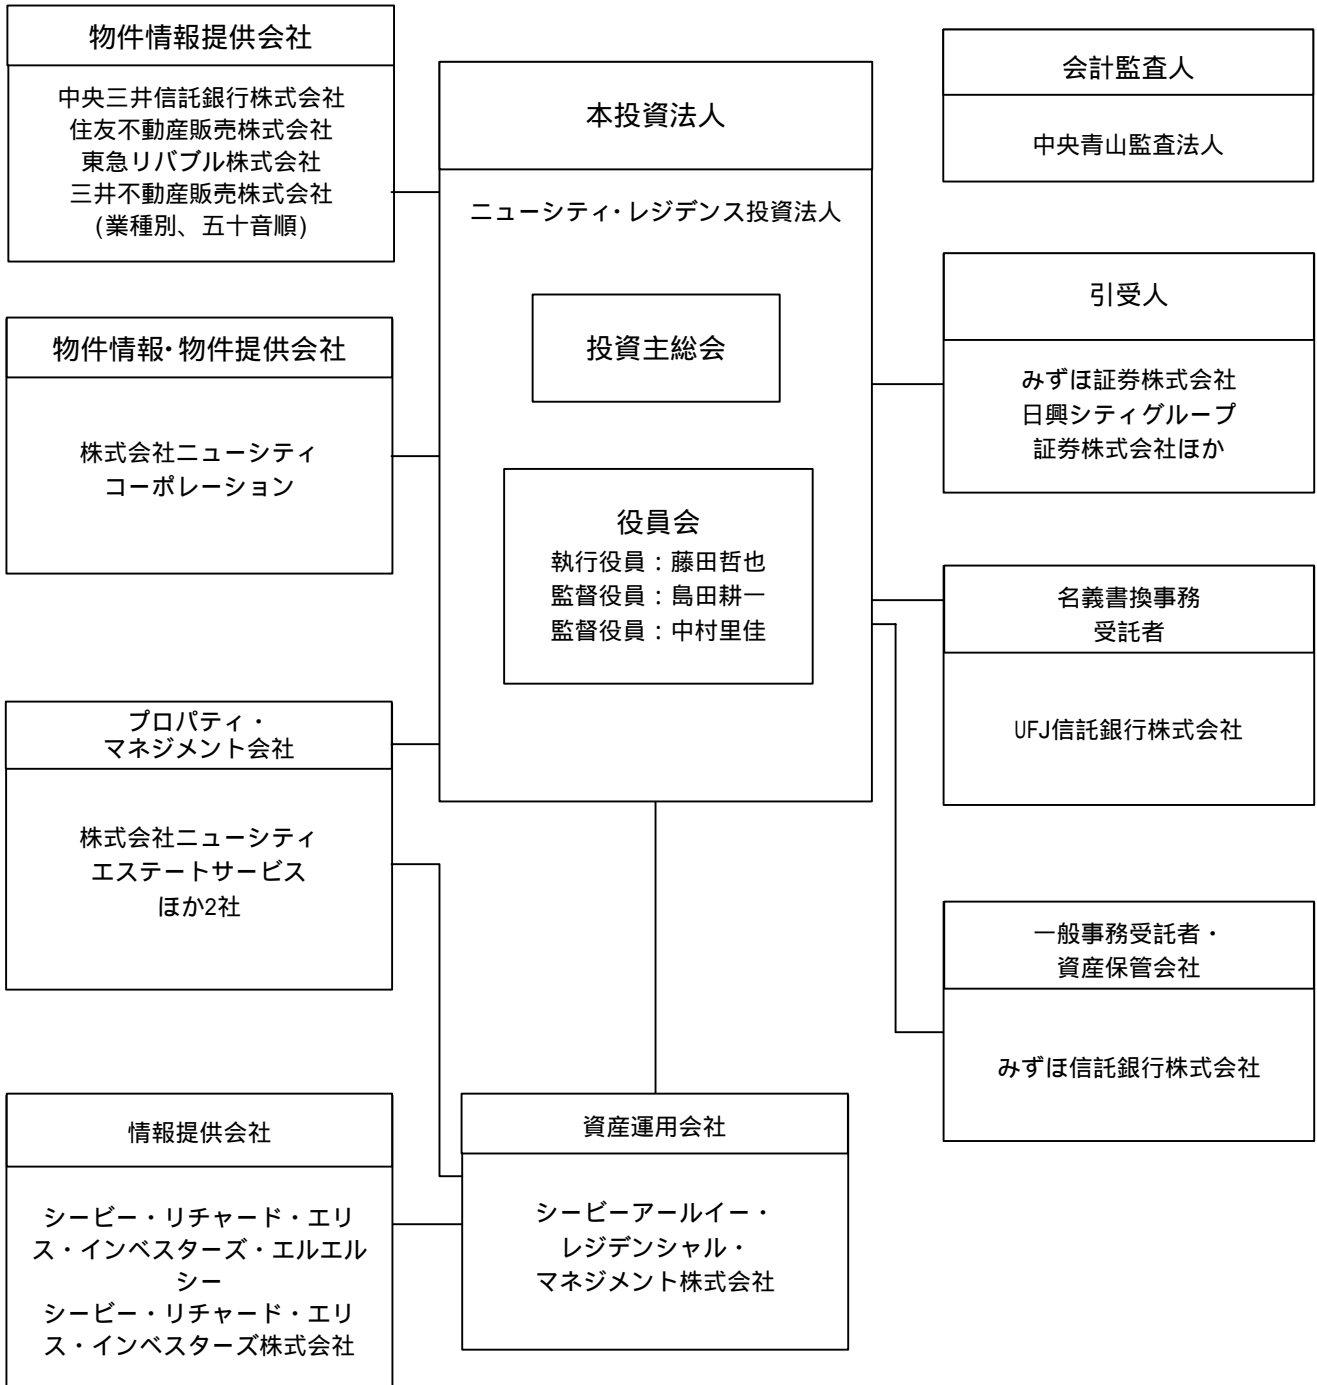 物件情報提供会社
中央三井信託銀行株式会社
住友不動産販売株式会社
東急リバブル株式会社
三井不動産販売株式会社
(業種別、五十音順)
物件情報・物件提供会社
株式会社ニューシティ
コーポレーション
プロパティ・
マネジメント会社
株式会社ニューシティ
エステートサービス
ほか2社
情報提供会社
シービー・リチャード・エリ
ス・インベスターズ・エルエル
シー
シービー・リチャード・エリ
ス・インベスターズ株式会社
本投資法人
ニューシティ・レジデンス投資法人
投資主総会
役員会
執行役員：藤田哲也
監督役員：島田耕一
監督役員：中村里佳
資産運用会社
シービーアールイー・
レジデンシャル・
マネジメント株式会社
会計監査人
中央青山監査法人
引受人
みずほ証券株式会社
日興シティグループ
証券株式会社ほか
名義書換事務
受託者
UFJ信託銀行株式会社
一般事務受託者・
資産保管会社
みずほ信託銀行株式会社